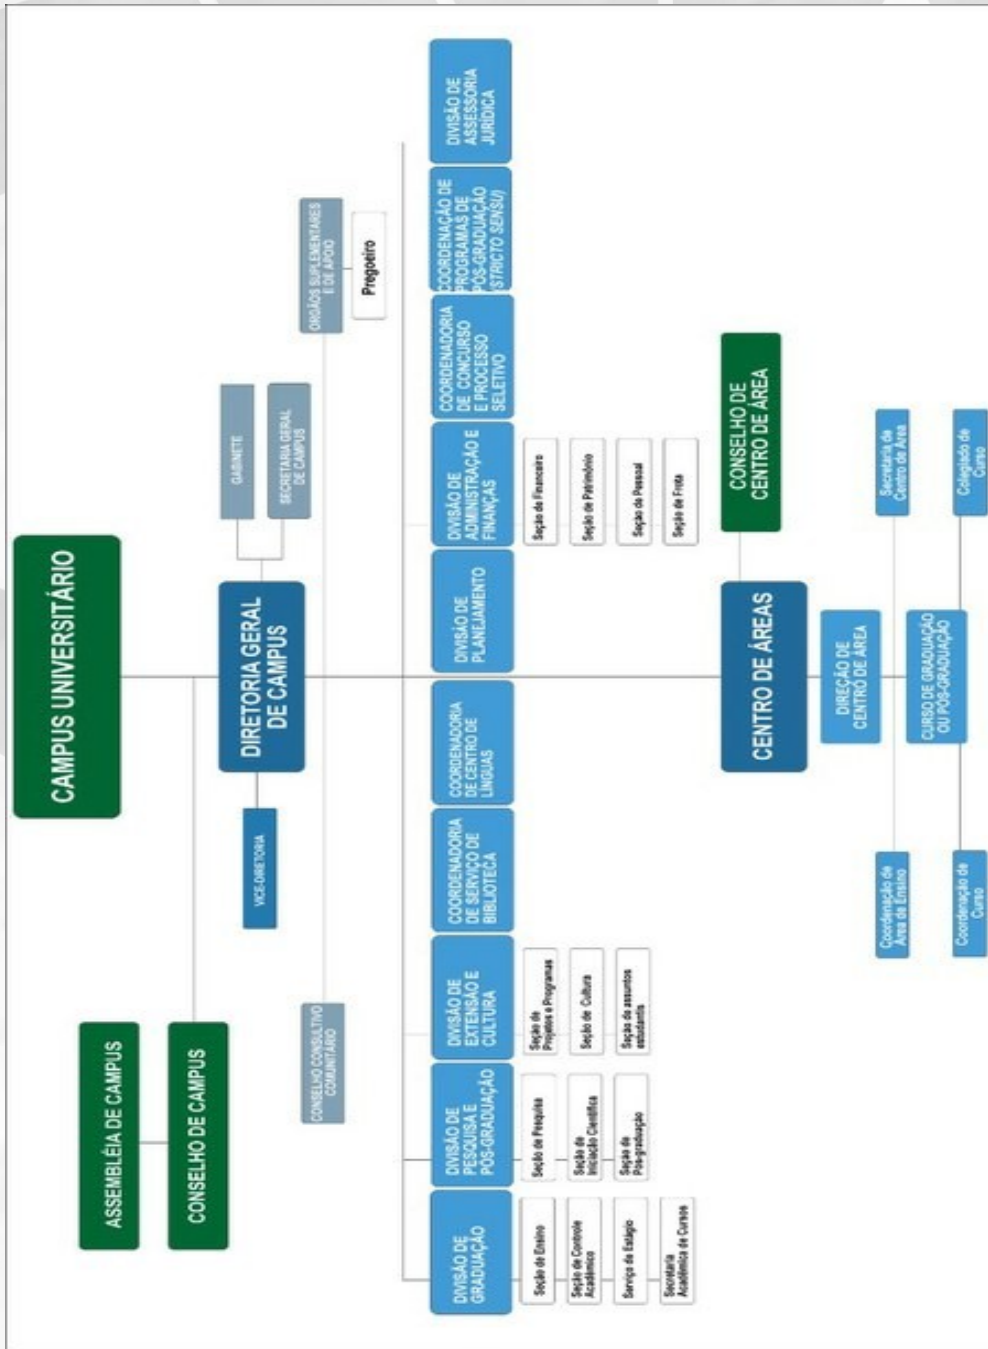 CAMPUS UNIVERSITÁRIO
ASSEMBLÉIA DE CAMPUS
CONSELHO DE CAMPUS
DIRETORIA GERAL
DE CAMPUS
VICE-DIRETORIA
GABINETE
SECRETARIA GERAL
DE CAMPUS
CONSELHO CONSULTIVO
COMUNITÁRIO
ORGÃOS SUPLEMENTARES
E DE APOIO
Pregoeiro
DIVISÃO DE
GRADUAÇÃO
Seção de Ensino
Seção de Controle
Acadêmico
Serviço de Estágio
Secretaria
Acadêmica de Cursos
DIVISÃO DE
PESQUISA E
PÓS-GRADUAÇÃO
Seção de Pesquisa
Seção de
Iniciação Científica
Seção de
Pós-graduação
DIVISÃO DE
EXTENSÃO E
CULTURA
Seção de
Projetos e Programas
Seção de Cultura
Seção de assuntos
estudantis
COORDENADORIA
DE SERVIÇO DE
BIBLIOTECA
COORDENADORIA
DE CENTRO DE
LÍNGUAS
DIVISÃO DE
PLANEJAMENTO
DIVISÃO DE
ADMINISTRAÇÃO E
FINANÇAS
Seção de Financeiro
Seção de Patrimônio
Seção de Pessoal
Seção de Frota
COORDENADORIA
DE CONCURSO
E PROCESSO
SELETIVO
COORDENAÇÃO DE
PROGRAMAS DE
PÓS-GRADUAÇÃO
(STRICTO SENSU)
DIVISÃO DE
ASSESSORIA
JURÍDICA
CENTRO DE ÁREAS
CONSELHO DE
CENTRO DE ÁREA
DIREÇÃO DE
CENTRO DE ÁREA
Coordenação de
Área de Ensino
Secretaria de
Centro de Área
CURSO DE GRADUAÇÃO
OU PÓS-GRADUAÇÃO
Coordenação de
Curso
Colegiado de
Curso